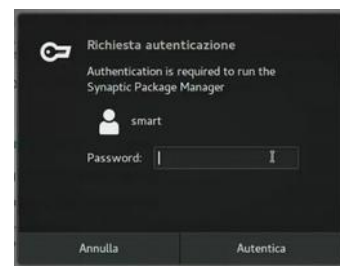 Richiesta autenticazione
Authentication is required to run the
Synaptic Package Manager
smart
Password:
Annulla
Autentica